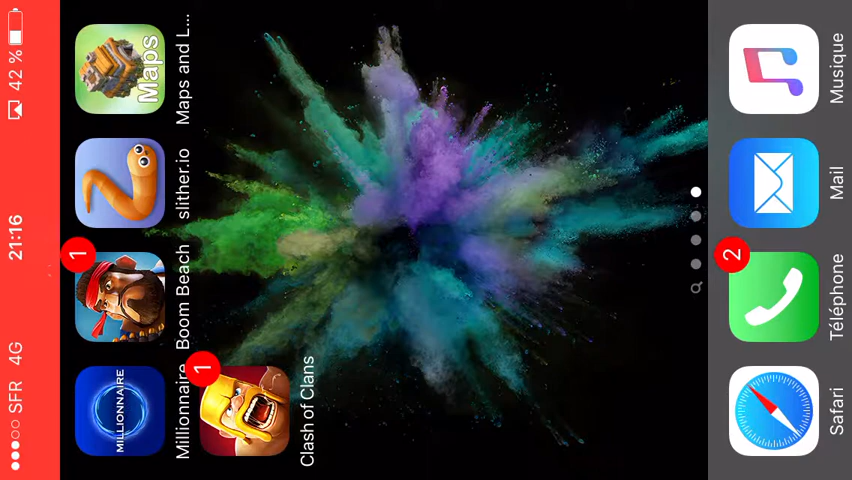 SFR 4G 21:16 42 %
MILLIONNAIRE
Maps
Millionnaire Boom Beach slither.io Maps and L...
1
1
Clash of Clans
2
Safari Téléphone Mail Musique